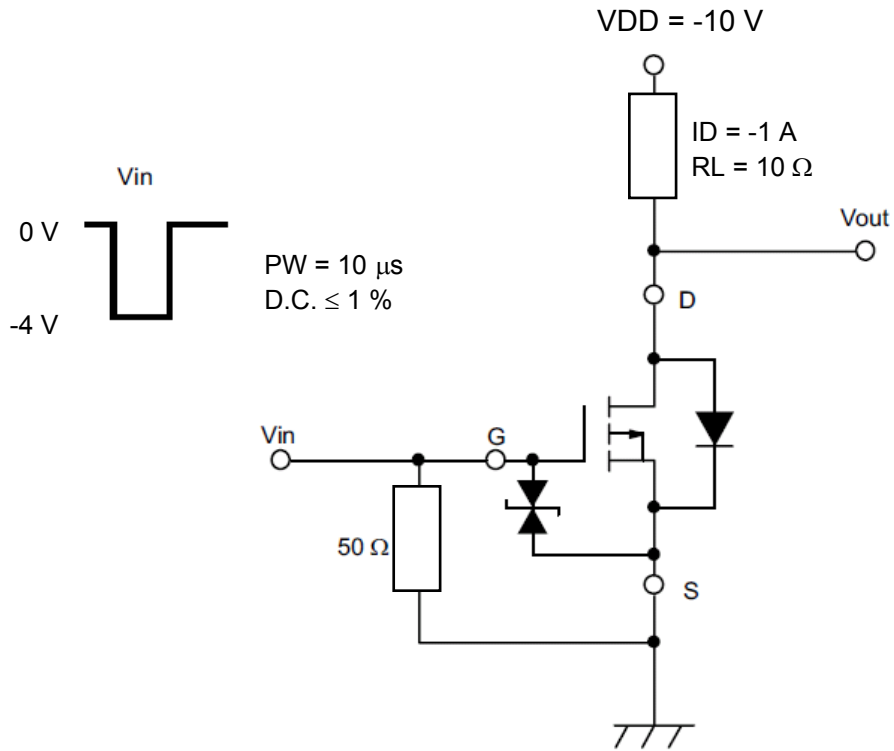 VDD = -10 V
ID = -1 A
RL = 10 Ω
Vin
0 V
Vout
PW = 10 μs
D.C. ≤ 1 %
-4 V
D
Vin
G
50 Ω
S